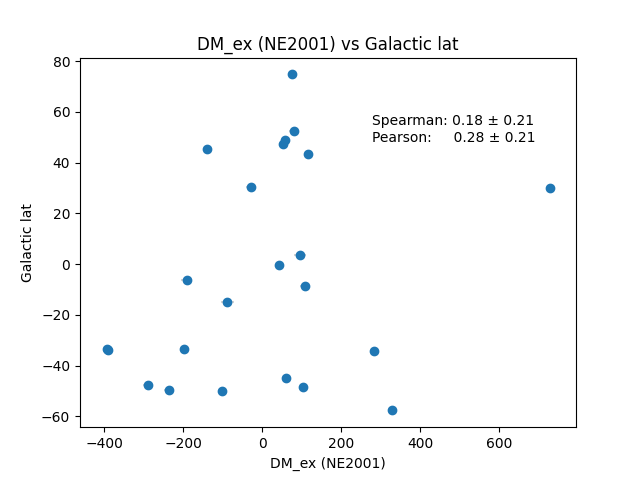 DM_ex (NE2001) vs Galactic lat
80
60
40
20
0
−20
−40
−60
Galactic lat
Spearman: 0.18 ± 0.21
Pearson: 0.28 ± 0.21
−400 −200 0 200 400 600
DM_ex (NE2001)